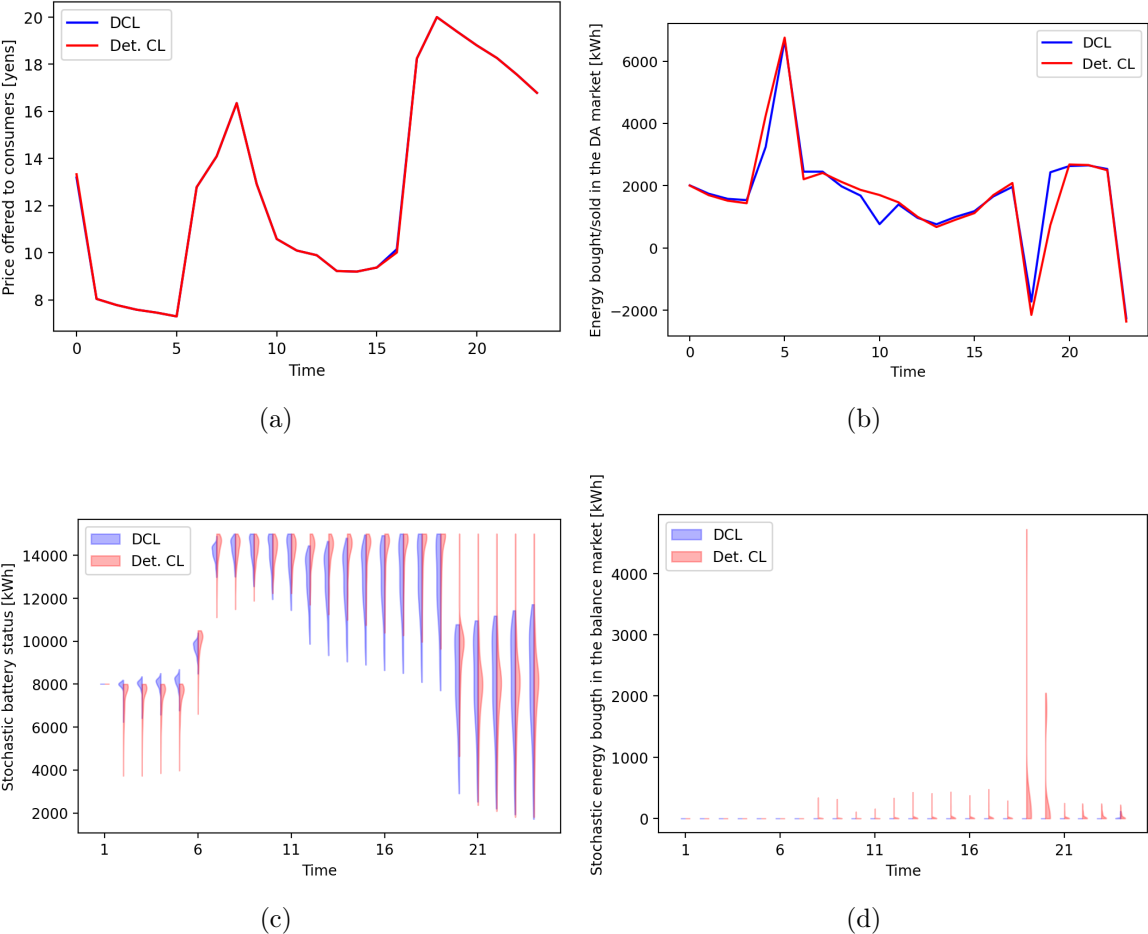 Price offered to consumers [yens]
20
18
16
14
12
10
8
DCL
Det. CL
0 5 10 15 20
Time
(a)
Energy bought/sold in the DA market [kWh]
6000
4000
2000
0
−2000
DCL
Det. CL
0 5 10 15 20
Time
(b)
Stochastic battery status [kWh]
14000
12000
10000
8000
6000
4000
2000
DCL
Det. CL
1 6 11 16 21
Time
(c)
Stochastic energy bougth in the balance market [kWh]
4000
3000
2000
1000
0
DCL
Det. CL
1 6 11 16 21
Time
(d)